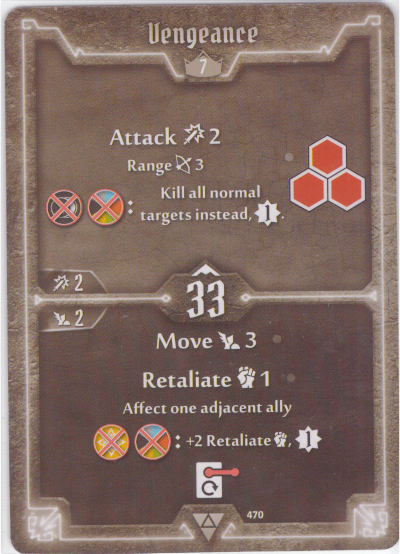 Vengeance
7
Attack 2
Range 3
Kill all normal
targets instead, 1.
2
33
2
Move 3
Retaliate 1
Affect one adjacent ally
: +2 Retaliate , 1
470